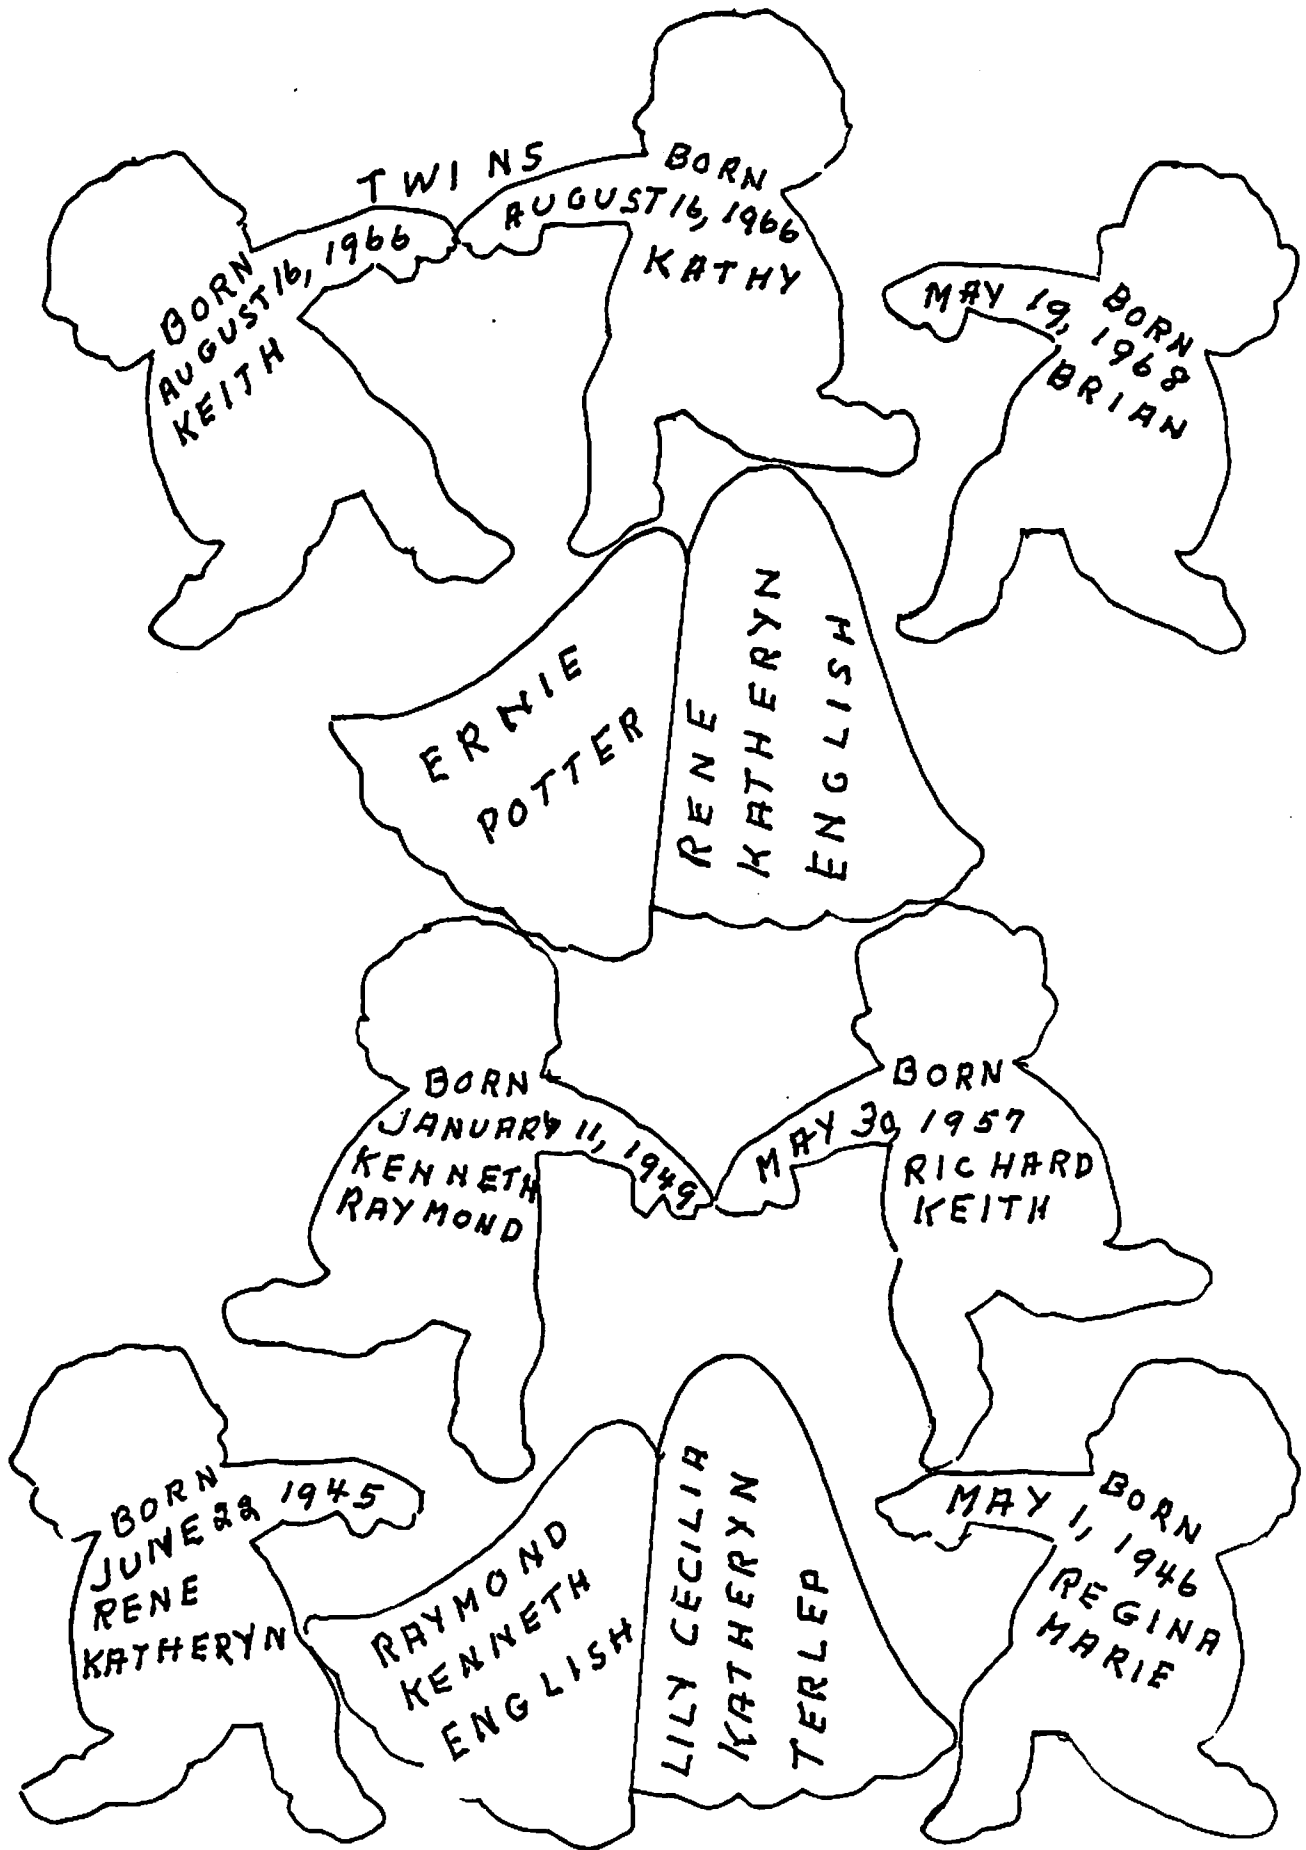 TWINS
BORN
AUGUST 16, 1966
KEITH
BORN
AUGUST 16, 1966
KATHY
BORN
MAY 19, 1968
BRIAN
ERNIE
POTTER
RENE
KATHERYN
ENGLISH
BORN
JANUARY 11, 1949
KENNETH
RAYMOND
BORN
MAY 30, 1957
RICHARD
KEITH
BORN
JUNE 22 1945
RENE
KATHERYN
RAYMOND
KENNETH
ENGLISH
LILY CECILIA
KATHERYN
TERLEP
BORN
MAY 1, 1946
REGINA
MARIE